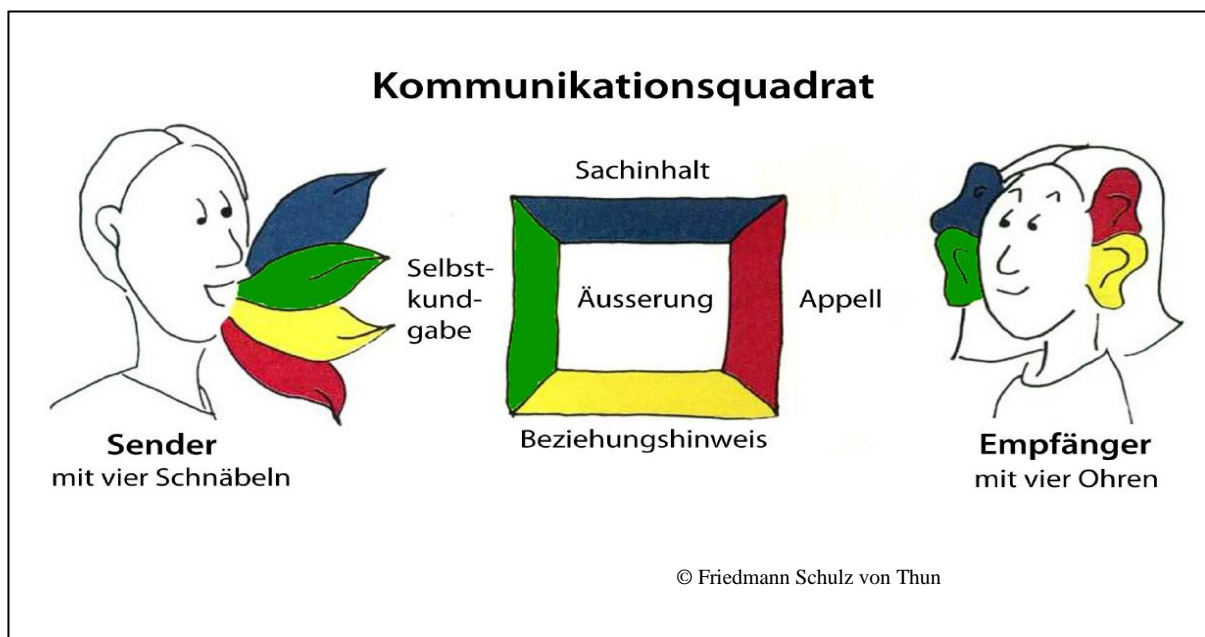 Kommunikationsquadrat
Sachinhalt
Selbst-
kund-
gabe
Äusserung
Appell
Beziehungshinweis
Sender
mit vier Schnäbeln
Empfänger
mit vier Ohren
© Friedmann Schulz von Thun